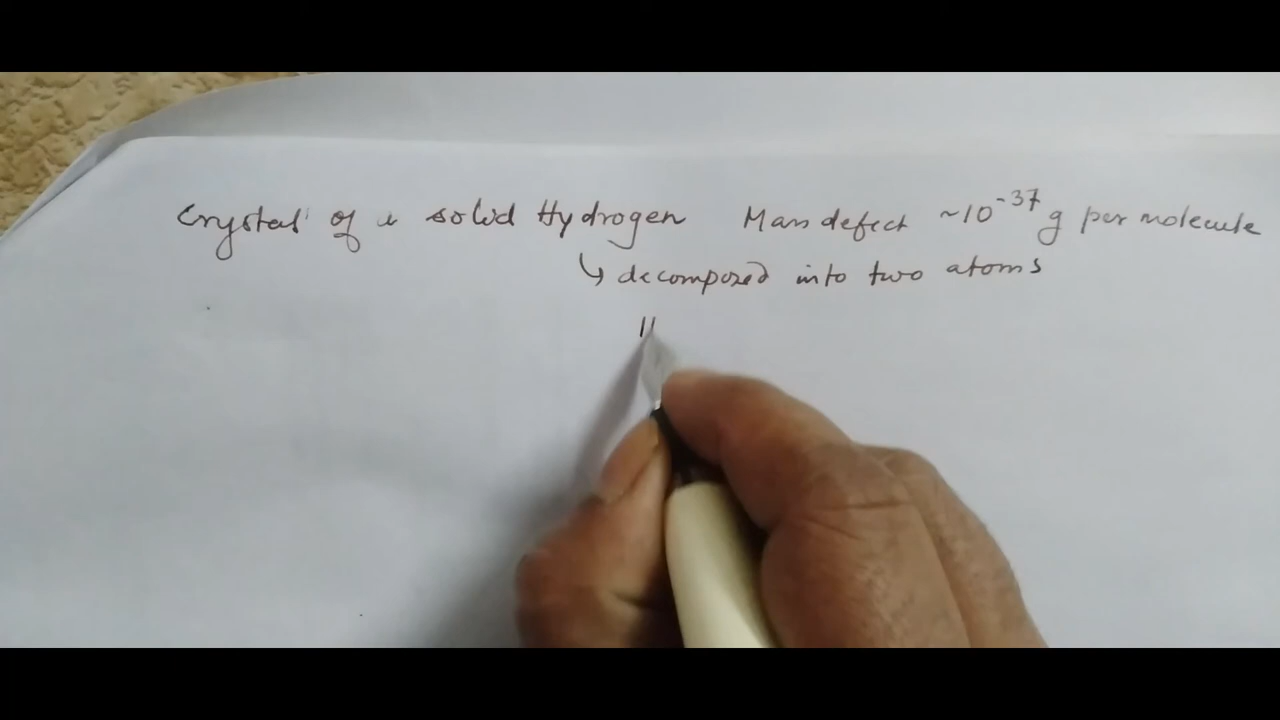 Crystal of a solid Hydrogen Mass defect ~10⁻³⁷ g per molecule
↳ decomposed into two atoms
"